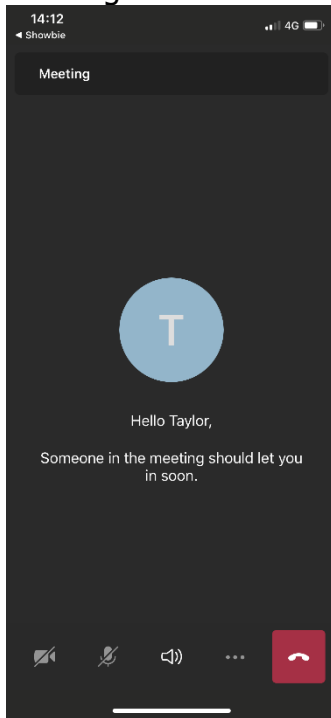 14:12
4G
◀ Showbie
Meeting
T
Hello Taylor,
Someone in the meeting should let you
in soon.